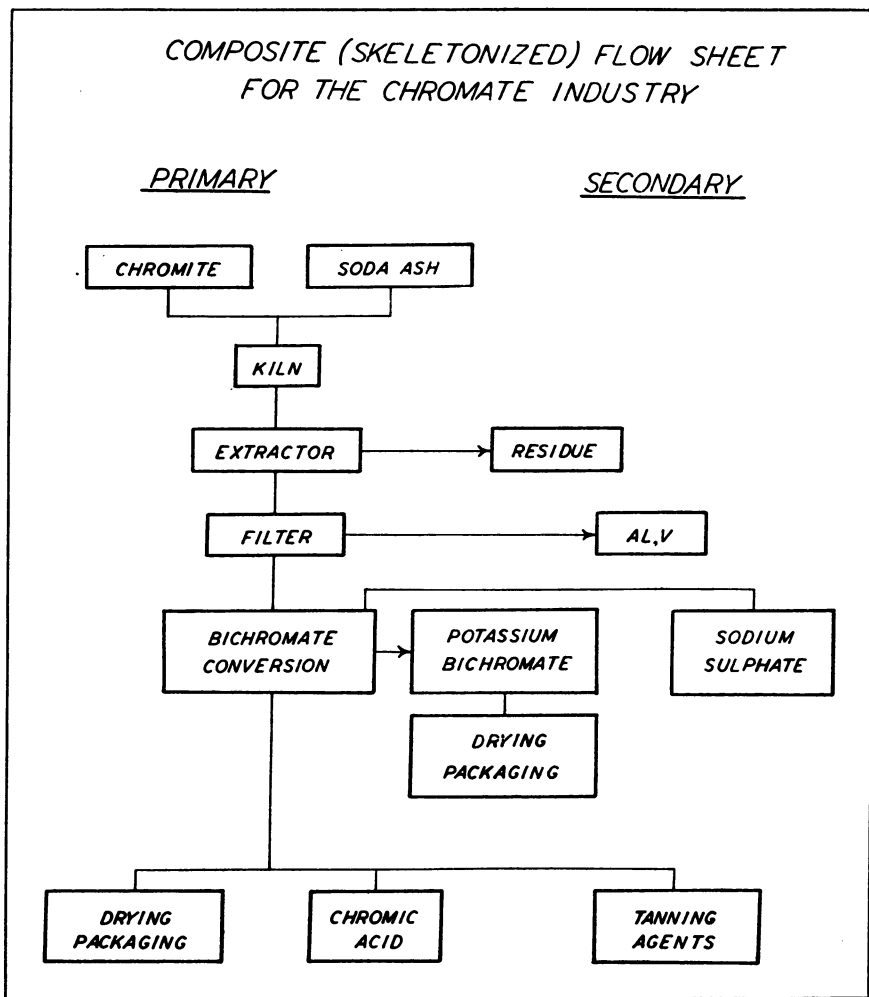 COMPOSITE (SKELETONIZED) FLOW SHEET
FOR THE CHROMATE INDUSTRY
PRIMARY
SECONDARY
CHROMITE
SODA ASH
KILN
EXTRACTOR
RESIDUE
FILTER
AL,V
BICHROMATE
CONVERSION
POTASSIUM
BICHROMATE
SODIUM
SULPHATE
DRYING
PACKAGING
DRYING
PACKAGING
CHROMIC
ACID
TANNING
AGENTS